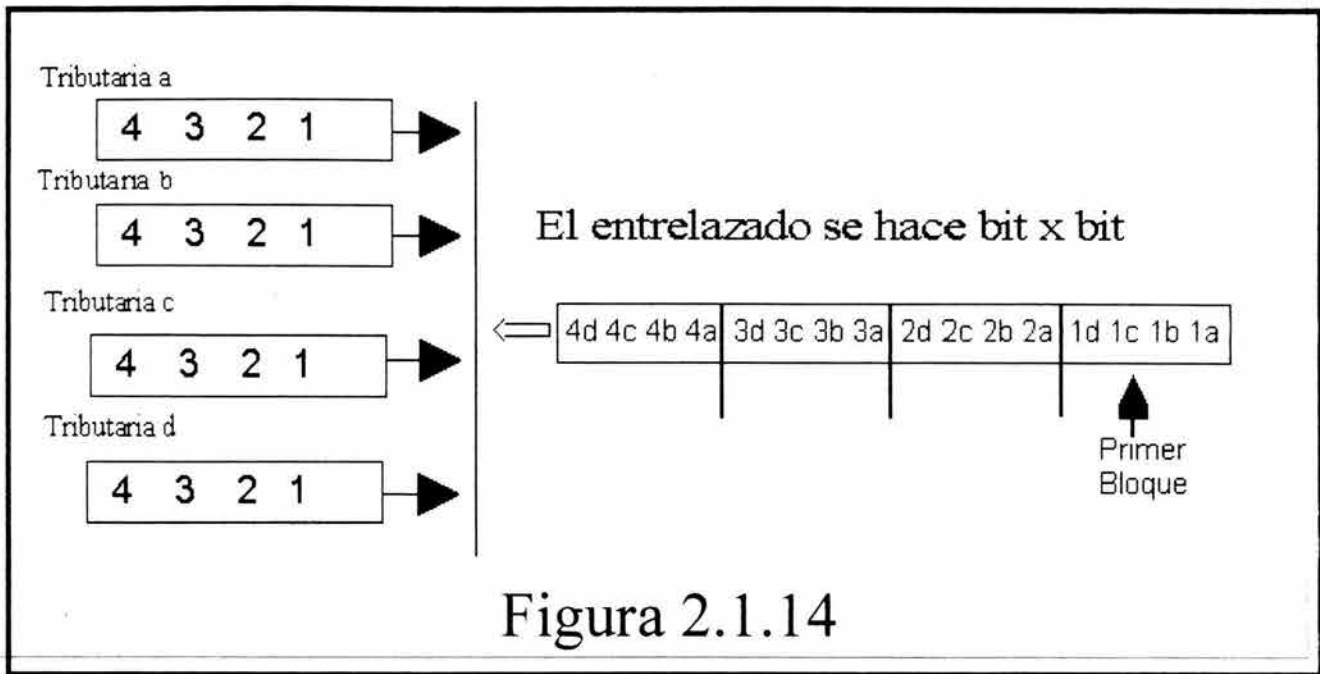 Tributaria a
4 3 2 1
Tributaria b
4 3 2 1
Tributaria c
4 3 2 1
Tributaria d
4 3 2 1
El entrelazado se hace bit x bit
4d 4c 4b 4a 3d 3c 3b 3a 2d 2c 2b 2a 1d 1c 1b 1a
Primer
Bloque
Figura 2.1.14